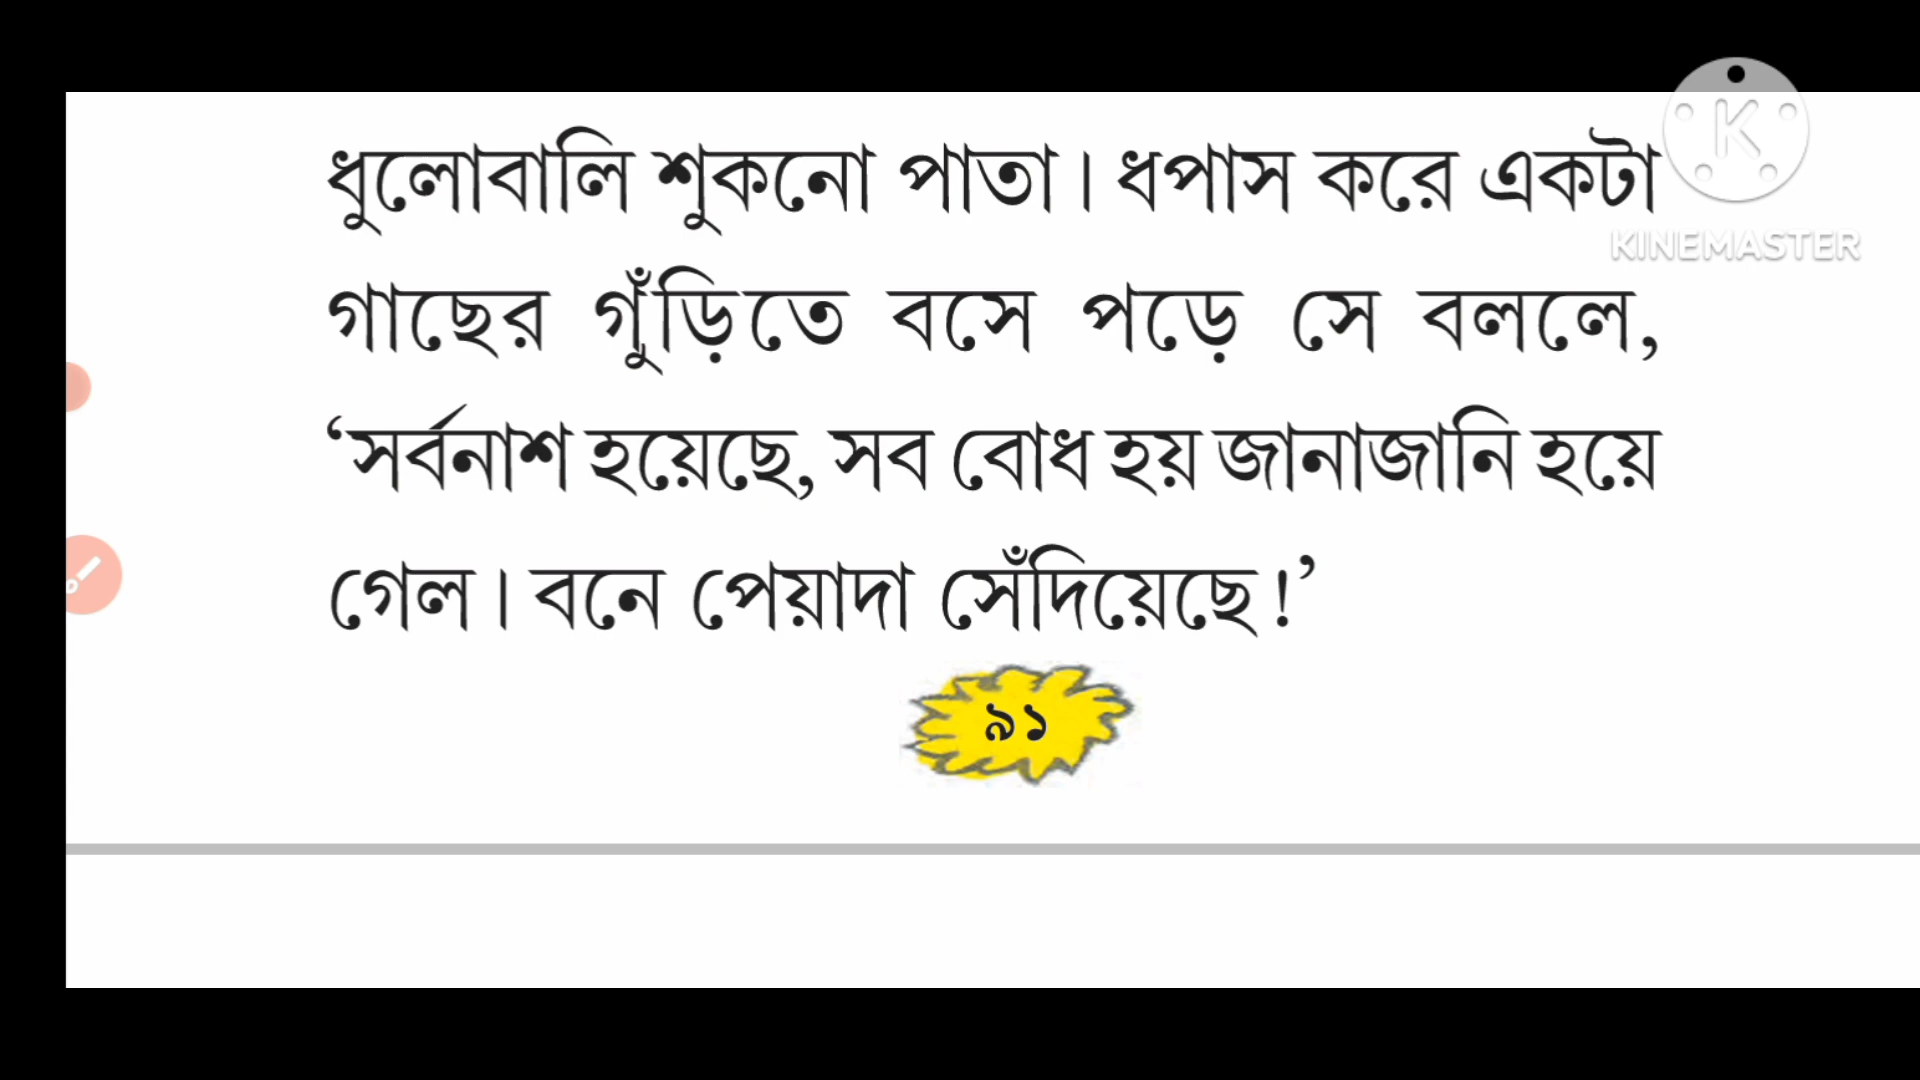 ধুলোবালি শুকনো পাতা। ধপাস করে একটা
গাছের গুঁড়িতে বসে পড়ে সে বললে,
‘সর্বনাশ হয়েছে, সব বোধ হয় জানাজানি হয়ে
গেল। বনে পেয়াদা সেঁদিয়েছে!’
৯১
K
KINEMASTER